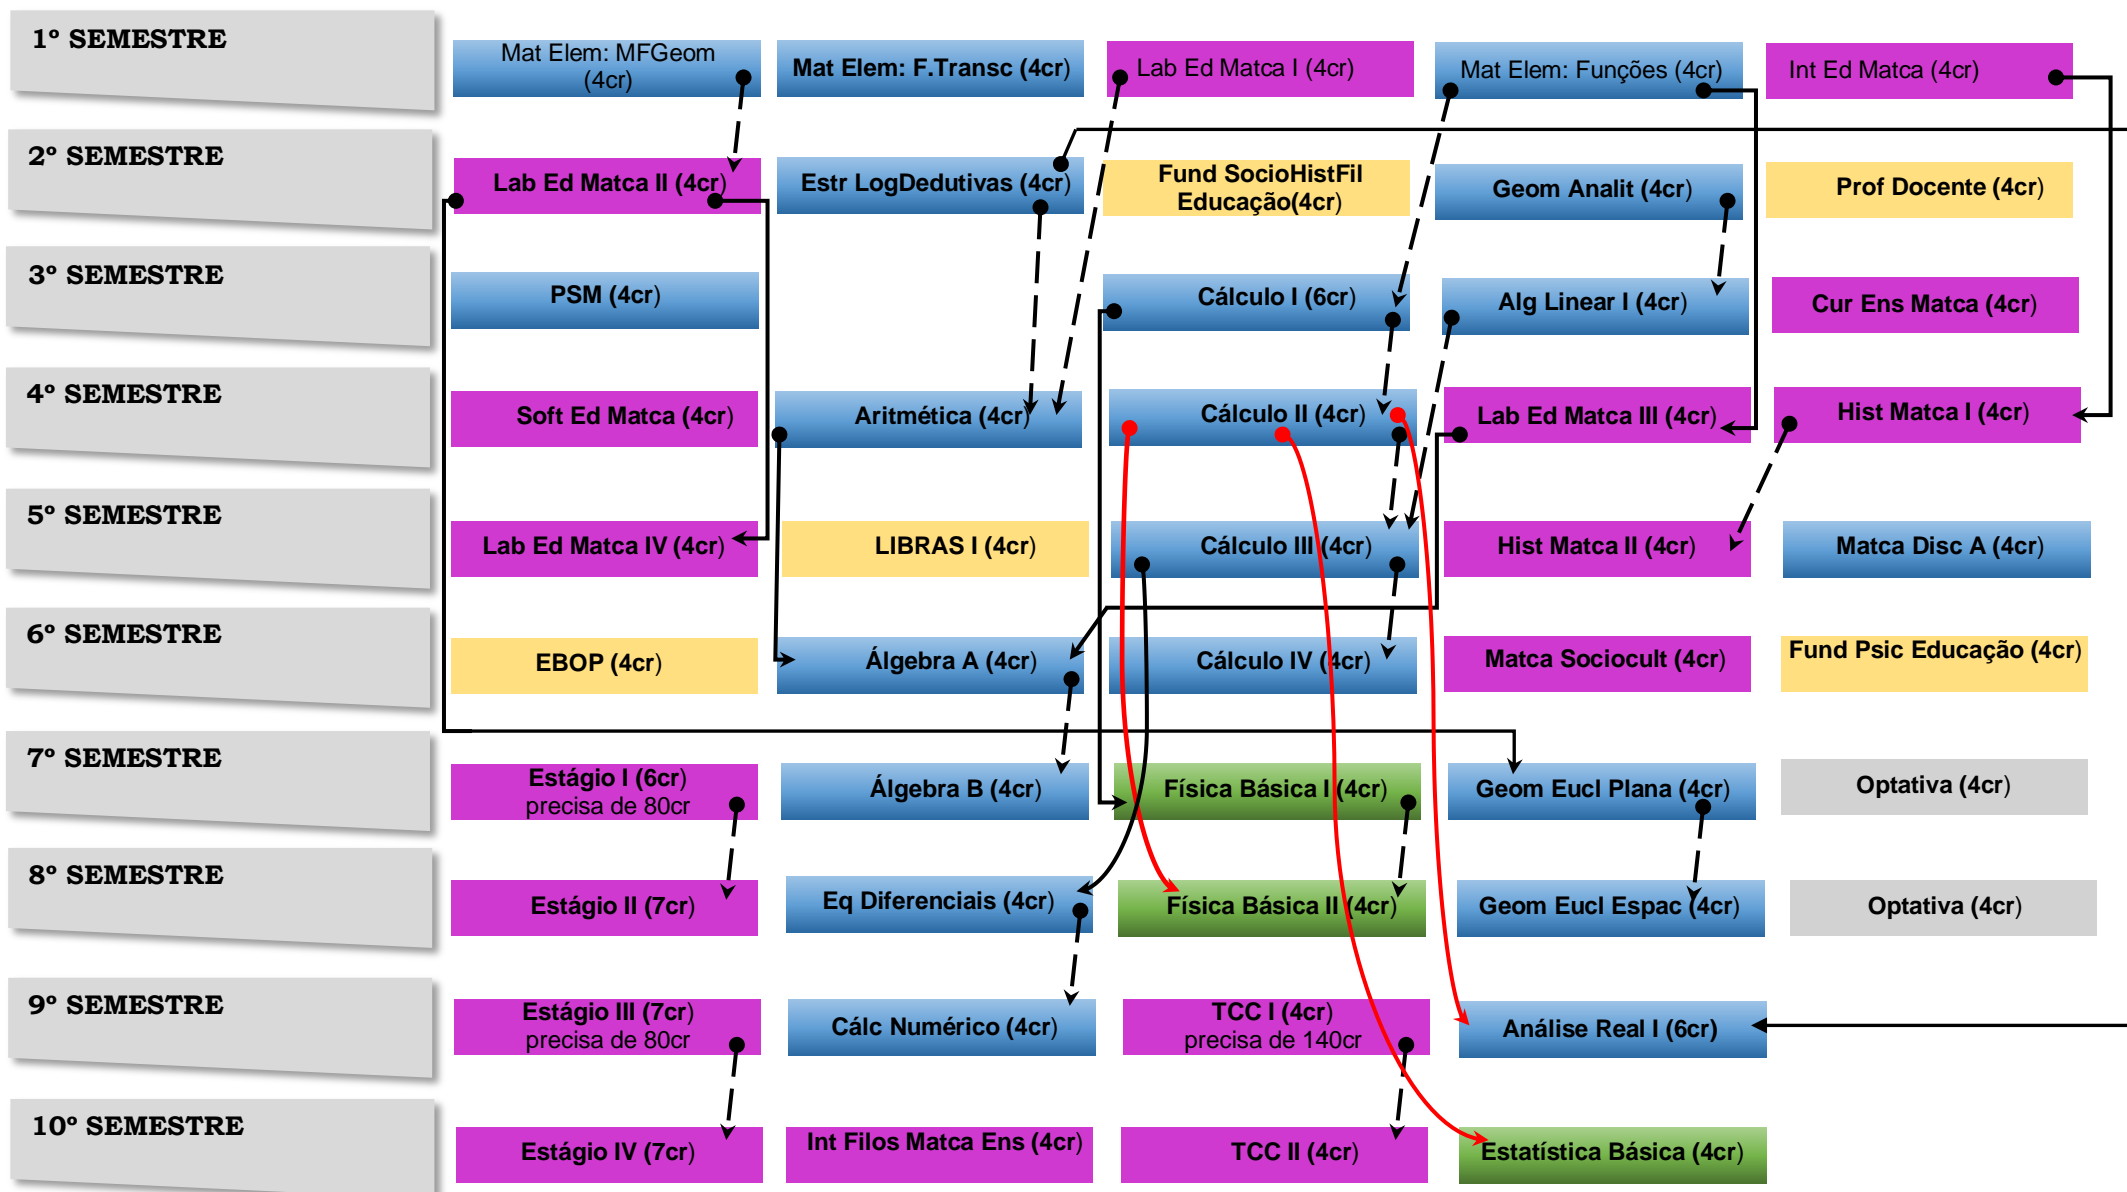 1º SEMESTRE
Mat Elem: MFGeom
(4cr)
Mat Elem: F.Transc (4cr)
Lab Ed Matca I (4cr)
Mat Elem: Funções (4cr)
Int Ed Matca (4cr)
2º SEMESTRE
Lab Ed Matca II (4cr)
Estr LogDedutivas (4cr)
Fund SocioHistFil
Educação(4cr)
Geom Analit (4cr)
Prof Docente (4cr)
3º SEMESTRE
PSM (4cr)
Cálculo I (6cr)
Alg Linear I (4cr)
Cur Ens Matca (4cr)
4º SEMESTRE
Soft Ed Matca (4cr)
Aritmética (4cr)
Cálculo II (4cr)
Lab Ed Matca III (4cr)
Hist Matca I (4cr)
5º SEMESTRE
Lab Ed Matca IV (4cr)
LIBRAS I (4cr)
Cálculo III (4cr)
Hist Matca II (4cr)
Matca Disc A (4cr)
6º SEMESTRE
EBOP (4cr)
Álgebra A (4cr)
Cálculo IV (4cr)
Matca Sociocult (4cr)
Fund Psic Educação (4cr)
7º SEMESTRE
Estágio I (6cr)
precisa de 80cr
Álgebra B (4cr)
Física Básica I (4cr)
Geom Eucl Plana (4cr)
Optativa (4cr)
8º SEMESTRE
Estágio II (7cr)
Eq Diferenciais (4cr)
Física Básica II (4cr)
Geom Eucl Espac (4cr)
Optativa (4cr)
9º SEMESTRE
Estágio III (7cr)
precisa de 80cr
Cálc Numérico (4cr)
TCC I (4cr)
precisa de 140cr
Análise Real I (6cr)
10º SEMESTRE
Estágio IV (7cr)
Int Filos Matca Ens (4cr)
TCC II (4cr)
Estatística Básica (4cr)